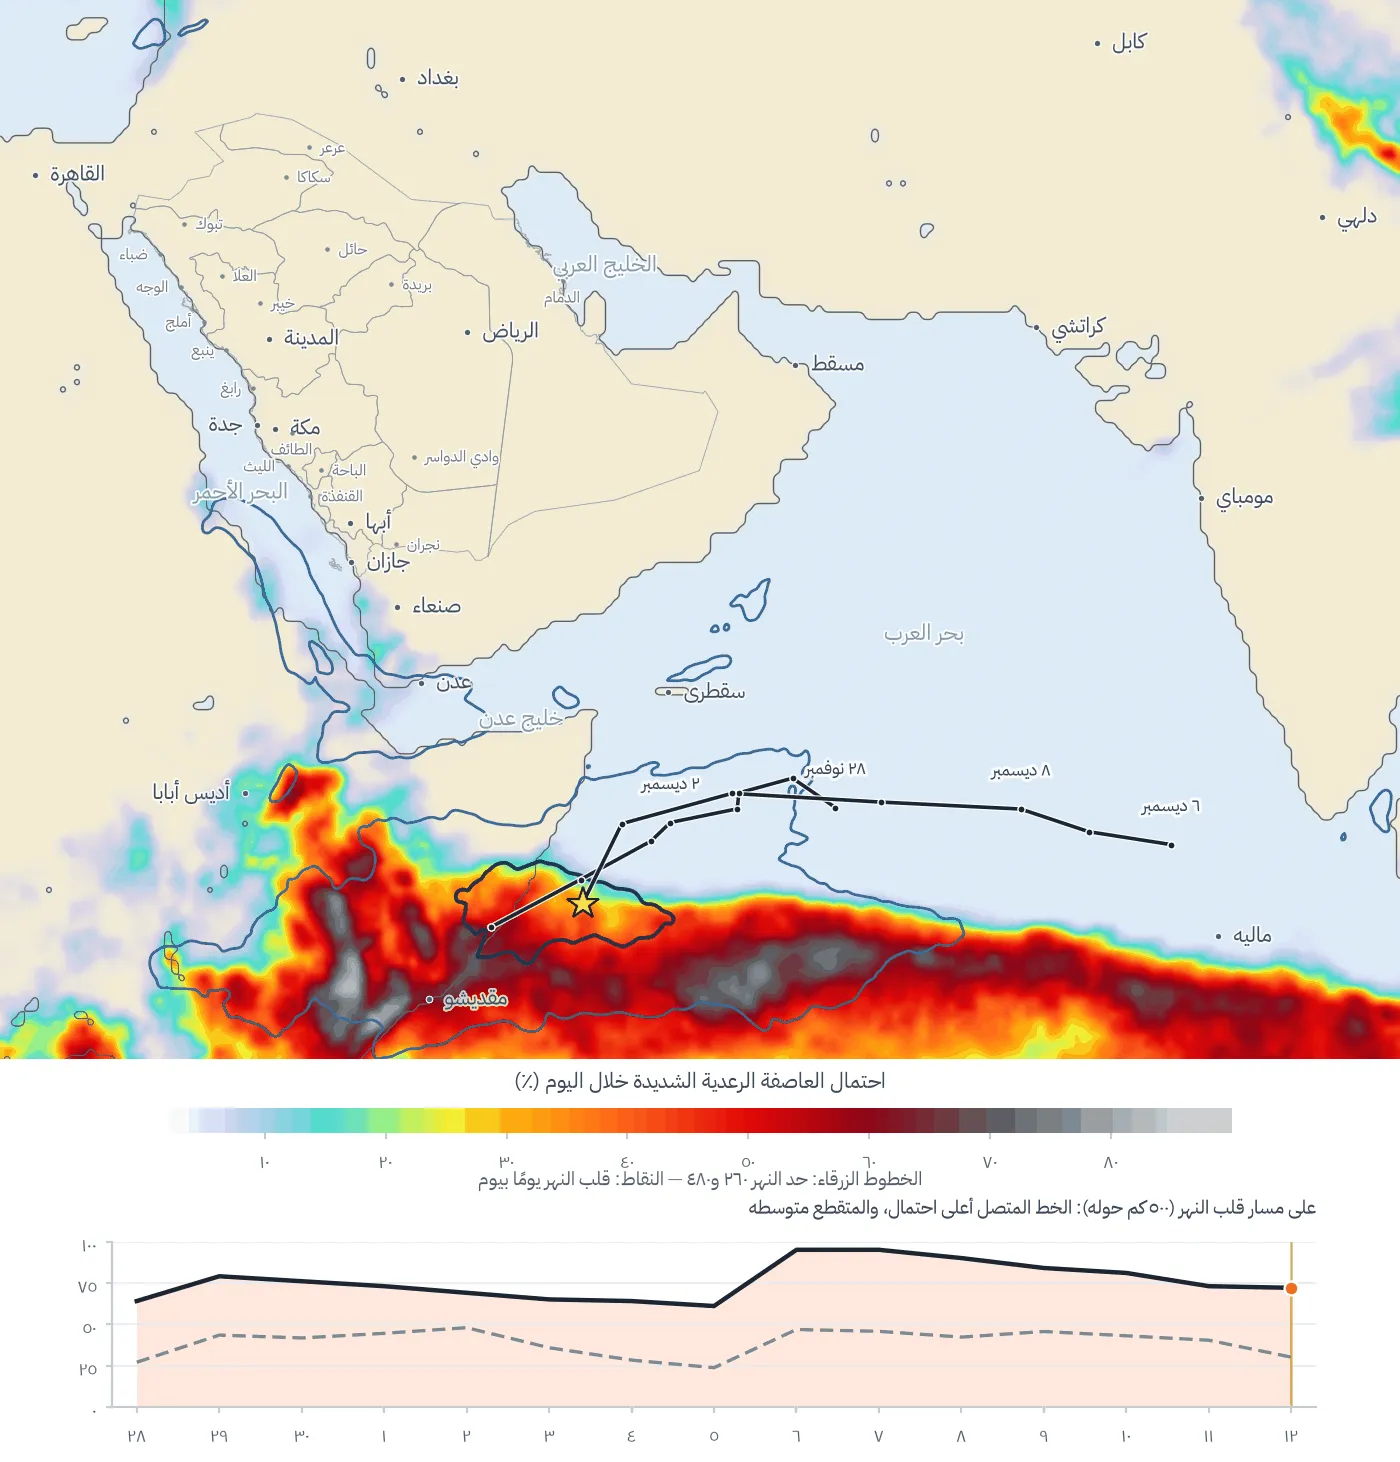 كابل
بغداد
عرعر
القاهرة
سكاكا
دلهي
تبوك
حائل
ضباء
الخليج العربي
العلا
الوجه
بريدة
الدمام
خيبر
أملج
كراتشي
الرياض
المدينة
ينبع
مسقط
رابغ
جدة
مكة
الطائف
وادي الدواسر
الليث
الباحة
البحر الأحمر
القنفذة
مومباي
أبها
نجران
جازان
صنعاء
بحر العرب
عدن
سقطرى
خليج عدن
٢٨ نوفمبر
٨ ديسمبر
٢ ديسمبر
أديس أبابا
٦ ديسمبر
ماليه
مقديشو
احتمال العاصفة الرعدية الشديدة خلال اليوم (٪)
١٠ ٢٠ ٣٠ ٤٠ ٥٠ ٦٠ ٧٠ ٨٠
الخطوط الزرقاء: حد النهر ٢٦٠ و٤٨٠ — النقاط: قلب النهر يومًا بيوم
على مسار قلب النهر (٥٠٠ كم حوله): الخط المتصل أعلى احتمال، والمتقطع متوسطه
١٠٠
٧٥
٥٠
٢٥
٠
٢٨ ٢٩ ٣٠ ١ ٢ ٣ ٤ ٥ ٦ ٧ ٨ ٩ ١٠ ١١ ١٢